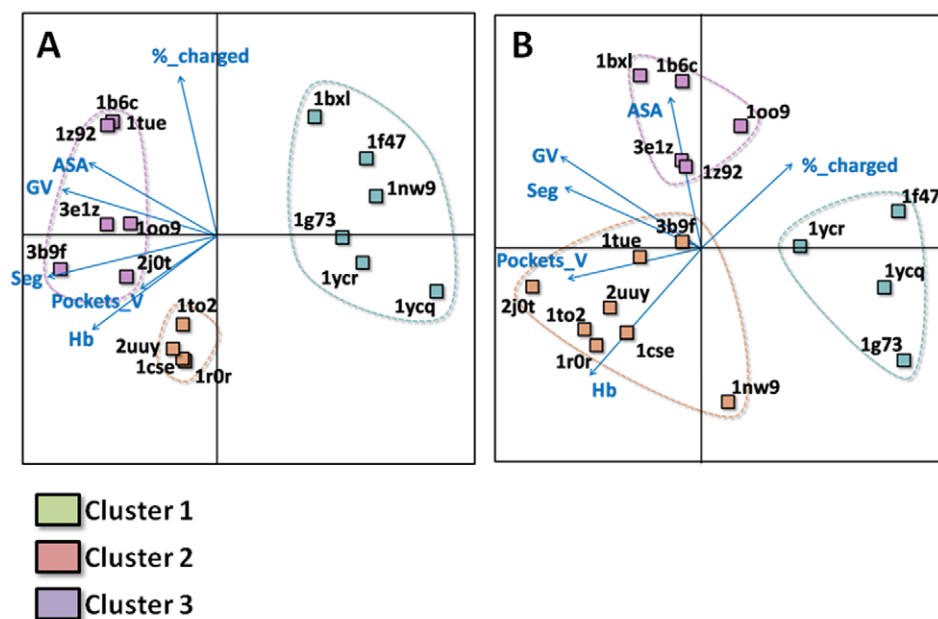 A
%_charged
1b6c
1tue
1z92
ASA
GV
3e1z
1oo9
3b9f
Seg
2j0t
Pockets_V
Hb
1to2
2uuy
1cse
1r0r
1bxl
1f47
1nw9
1g73
1ycr
1ycq
B
1bxl
1b6c
ASA
1oo9
3e1z
1z92
GV
Seg
%_charged
1f47
3b9f
1tue
1ycr
Pockets_V
2j0t
2uuy
1ycq
1to2
1cse
1r0r
1g73
Hb
1nw9
Cluster 1
Cluster 2
Cluster 3